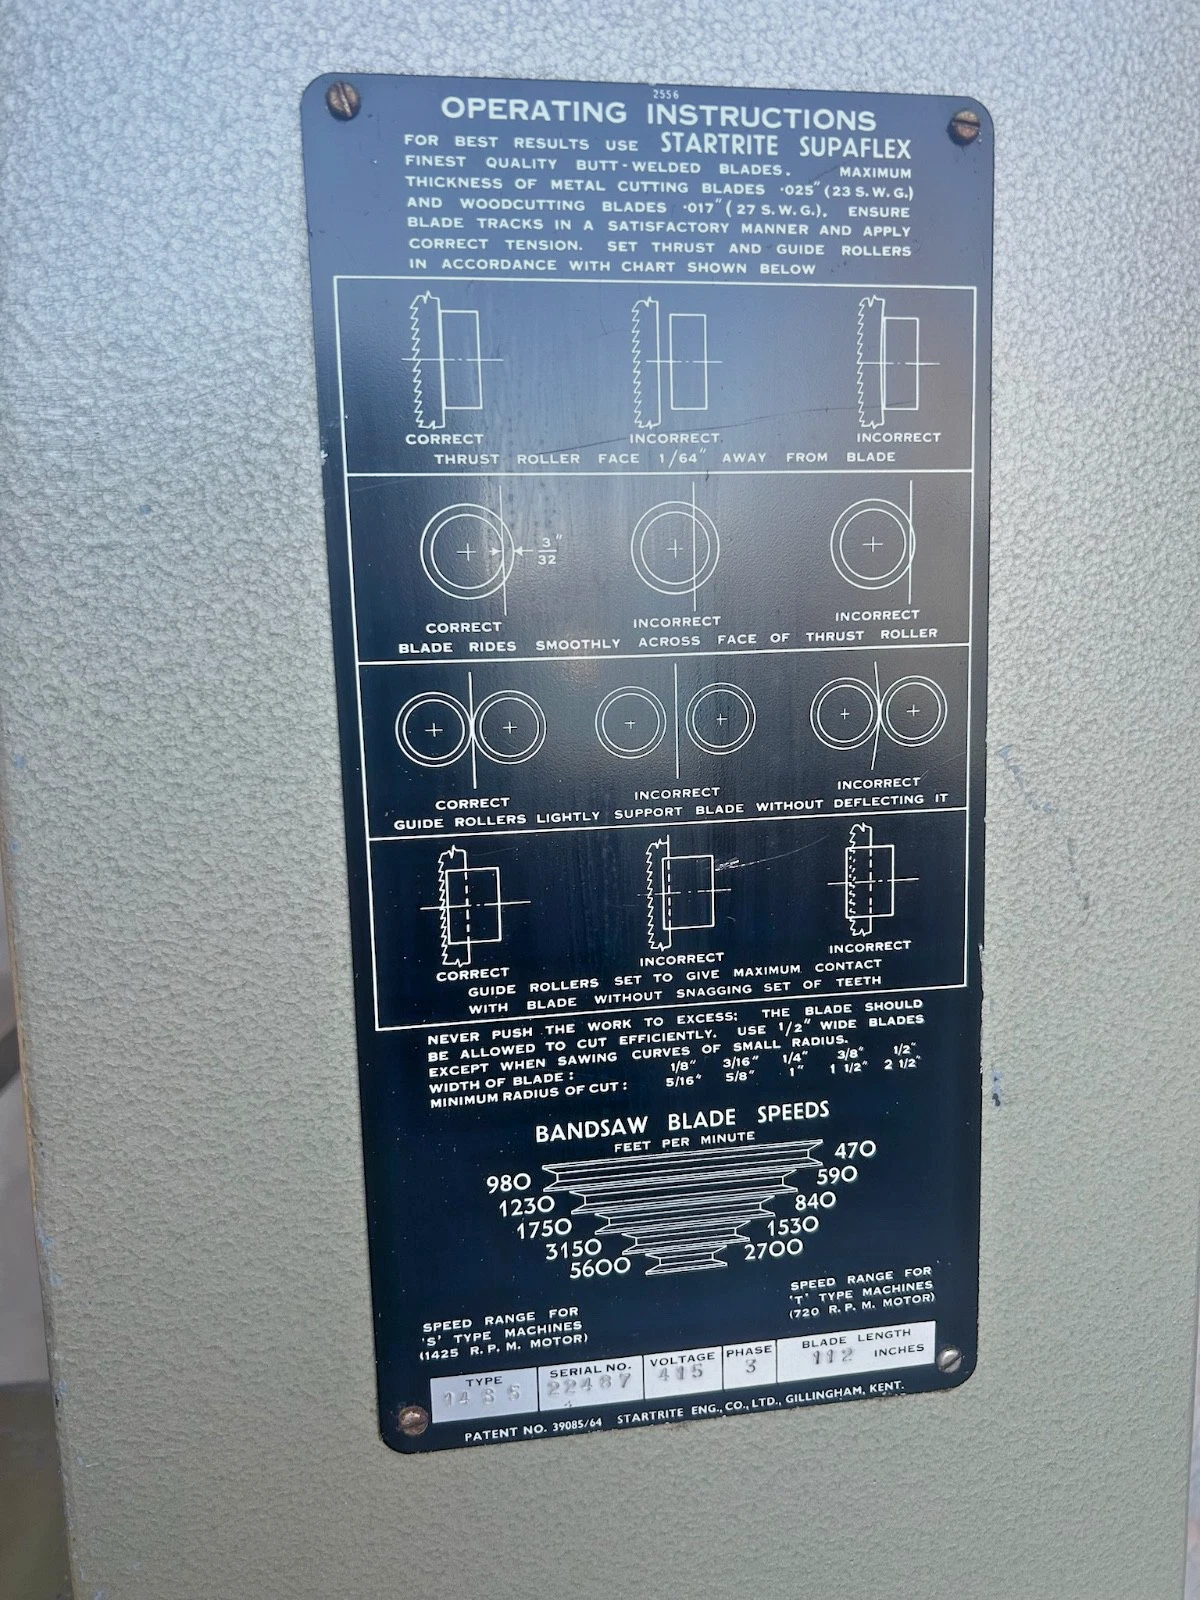 2556
OPERATING INSTRUCTIONS
FOR BEST RESULTS USE STARTRITE SUPAFLEX
FINEST QUALITY BUTT-WELDED BLADES. MAXIMUM
THICKNESS OF METAL CUTTING BLADES ·025" (23 S.W.G.)
AND WOODCUTTING BLADES ·017" (27 S.W.G.). ENSURE
BLADE TRACKS IN A SATISFACTORY MANNER AND APPLY
CORRECT TENSION. SET THRUST AND GUIDE ROLLERS
IN ACCORDANCE WITH CHART SHOWN BELOW
CORRECT INCORRECT INCORRECT
THRUST ROLLER FACE 1/64" AWAY FROM BLADE
3/32"
CORRECT INCORRECT INCORRECT
BLADE RIDES SMOOTHLY ACROSS FACE OF THRUST ROLLER
CORRECT INCORRECT INCORRECT
GUIDE ROLLERS LIGHTLY SUPPORT BLADE WITHOUT DEFLECTING IT
CORRECT INCORRECT INCORRECT
GUIDE ROLLERS SET TO GIVE MAXIMUM CONTACT
WITH BLADE WITHOUT SNAGGING SET OF TEETH
NEVER PUSH THE WORK TO EXCESS: THE BLADE SHOULD
BE ALLOWED TO CUT EFFICIENTLY. USE 1/2" WIDE BLADES
EXCEPT WHEN SAWING CURVES OF SMALL RADIUS.
WIDTH OF BLADE: 1/8" 3/16" 1/4" 3/8" 1/2"
MINIMUM RADIUS OF CUT: 5/16" 5/8" 1" 1 1/2" 2 1/2"
BANDSAW BLADE SPEEDS
FEET PER MINUTE
980 470
1230 590
1750 840
3150 1530
5600 2700
SPEED RANGE FOR
'S' TYPE MACHINES
(1425 R.P.M. MOTOR)
SPEED RANGE FOR
'T' TYPE MACHINES
(720 R.P.M. MOTOR)
TYPE SERIAL NO. VOLTAGE PHASE BLADE LENGTH
14 S 5 22487 415 3 112 INCHES
PATENT NO. 39085/64 STARTRITE ENG., CO., LTD., GILLINGHAM, KENT.